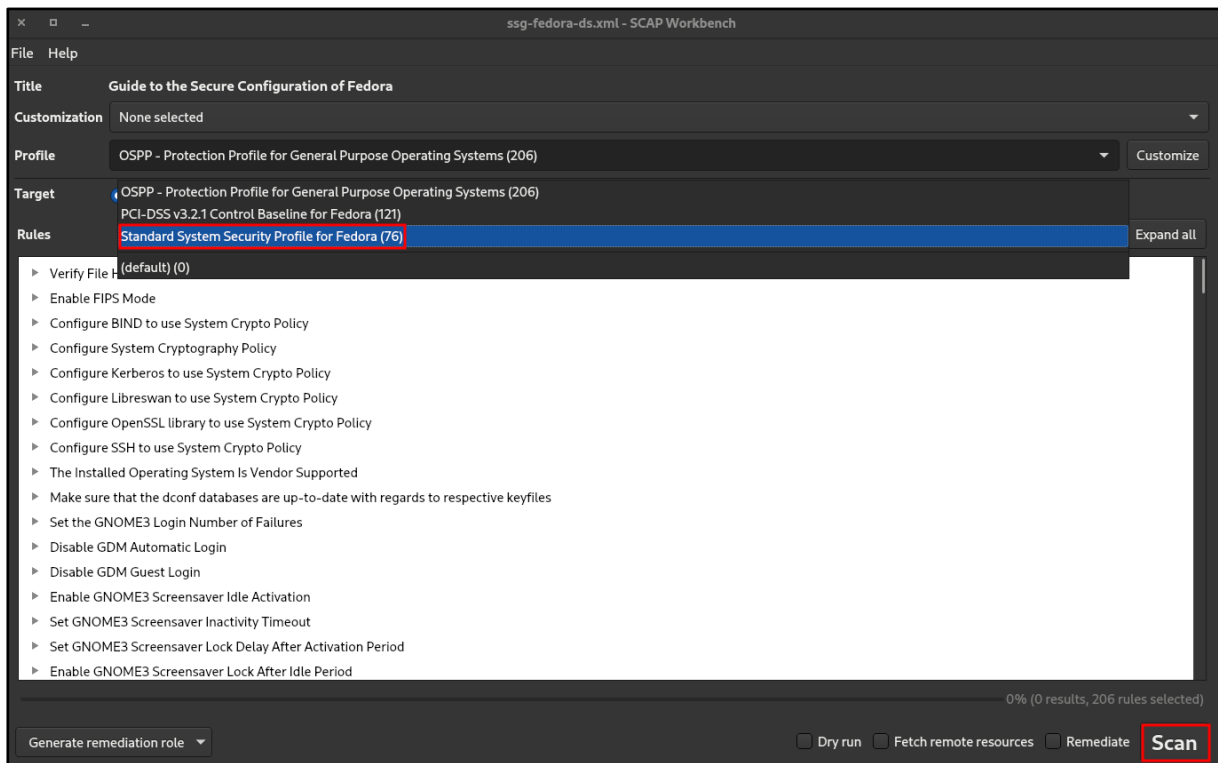 ssg-fedora-ds.xml - SCAP Workbench
File Help
Title Guide to the Secure Configuration of Fedora
Customization None selected
Profile OSPP - Protection Profile for General Purpose Operating Systems (206) Customize
Target
OSPP - Protection Profile for General Purpose Operating Systems (206)
PCI-DSS v3.2.1 Control Baseline for Fedora (121)
Rules Standard System Security Profile for Fedora (76) Expand all
(default) (0)
Verify File
Enable FIPS Mode
Configure BIND to use System Crypto Policy
Configure System Cryptography Policy
Configure Kerberos to use System Crypto Policy
Configure Libreswan to use System Crypto Policy
Configure OpenSSL library to use System Crypto Policy
Configure SSH to use System Crypto Policy
The Installed Operating System Is Vendor Supported
Make sure that the dconf databases are up-to-date with regards to respective keyfiles
Set the GNOME3 Login Number of Failures
Disable GDM Automatic Login
Disable GDM Guest Login
Enable GNOME3 Screensaver Idle Activation
Set GNOME3 Screensaver Inactivity Timeout
Set GNOME3 Screensaver Lock Delay After Activation Period
Enable GNOME3 Screensaver Lock After Idle Period
0% (0 results, 206 rules selected)
Generate remediation role Dry run Fetch remote resources Remediate Scan